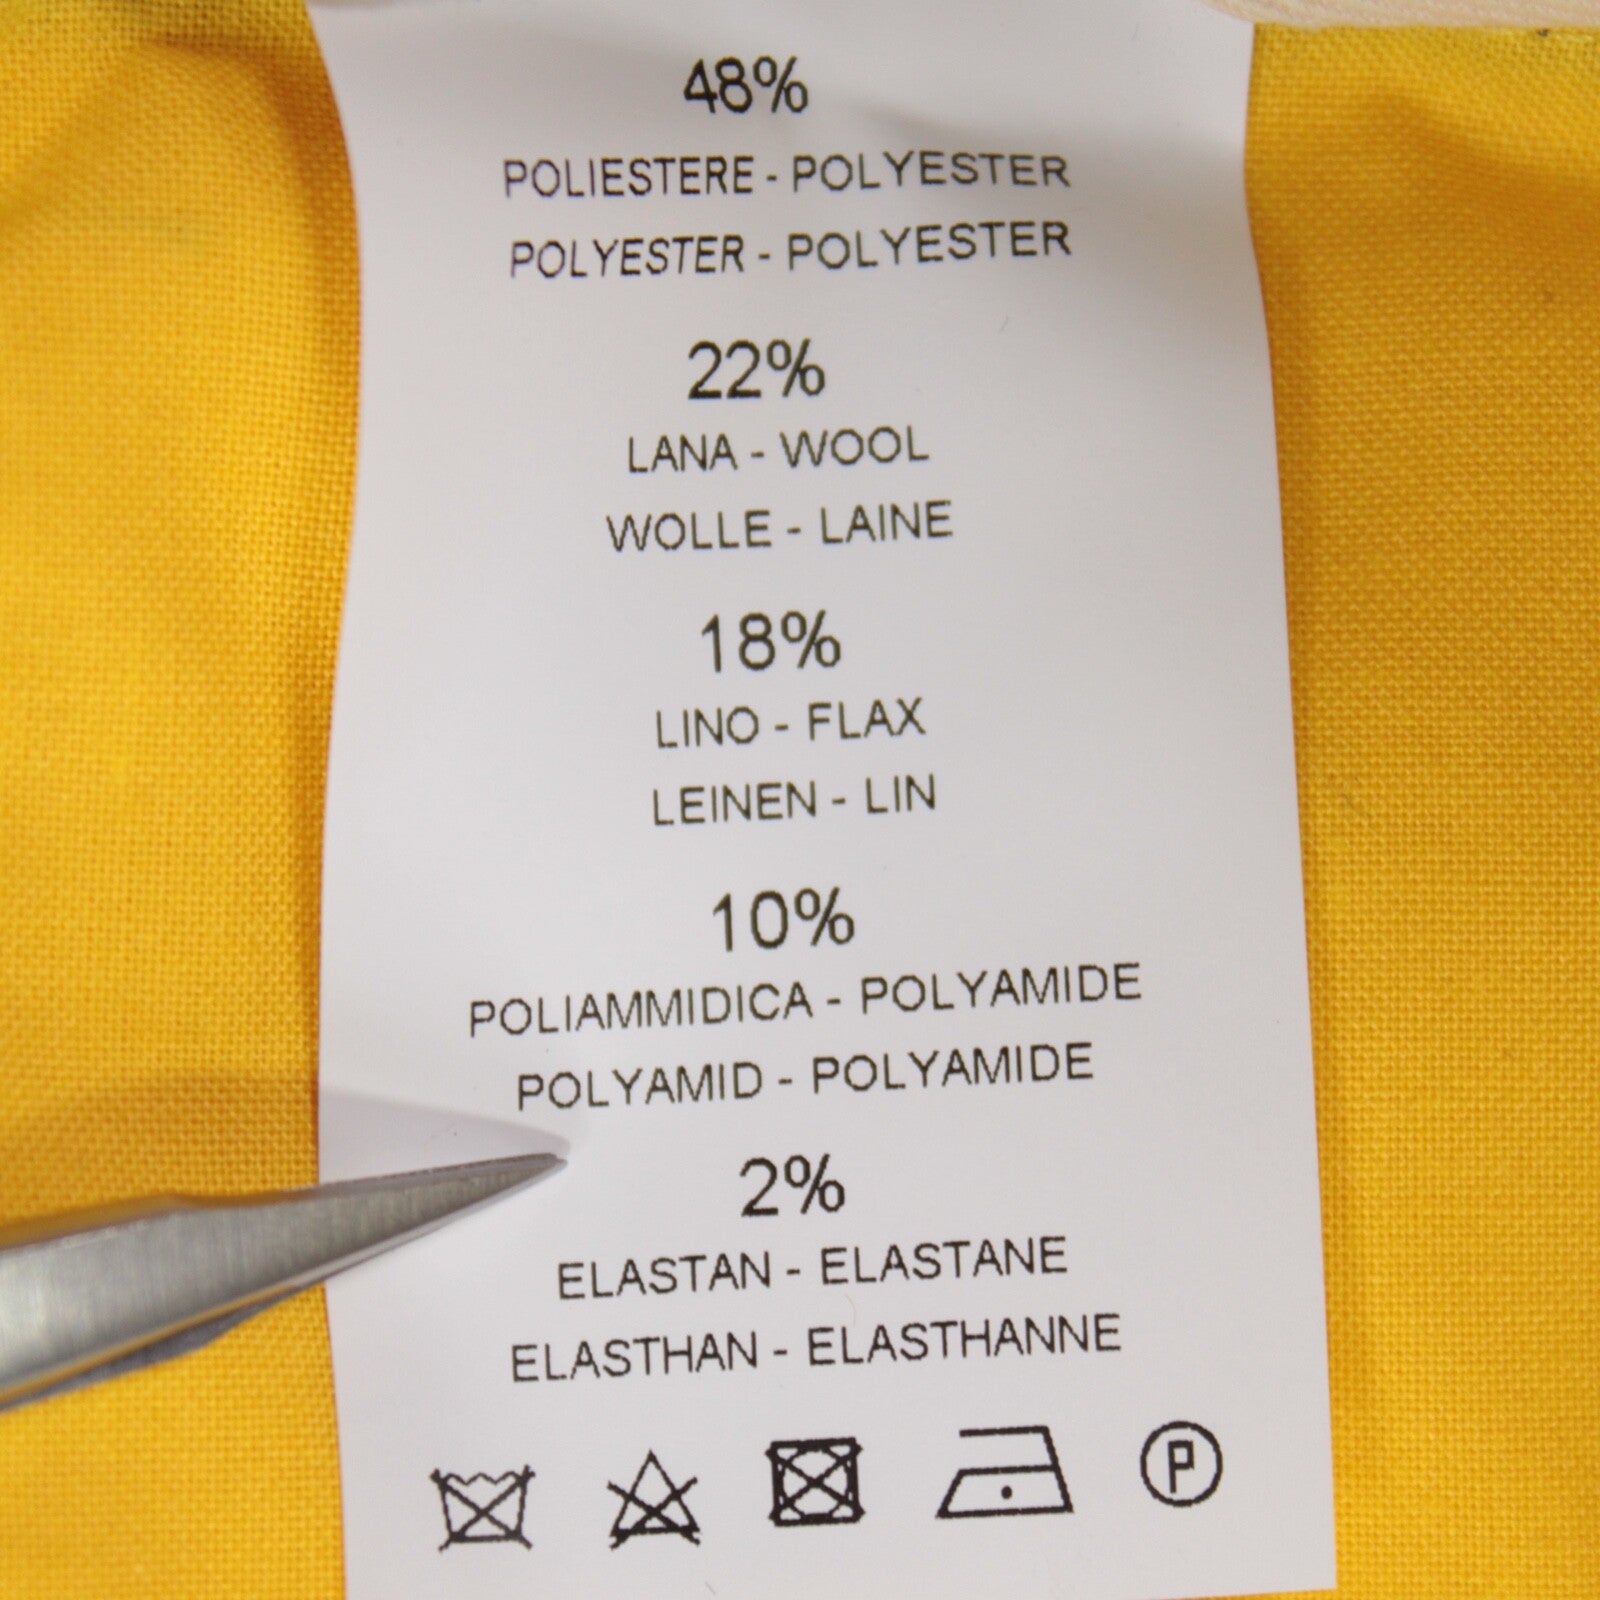 48%
POLIESTERE - POLYESTER
POLYESTER - POLYESTER
22%
LANA - WOOL
WOLLE - LAINE
18%
LINO - FLAX
LEINEN - LIN
10%
POLIAMMIDICA - POLYAMIDE
POLYAMID - POLYAMIDE
2%
ELASTAN - ELASTANE
ELASTHAN - ELASTHANNE
P